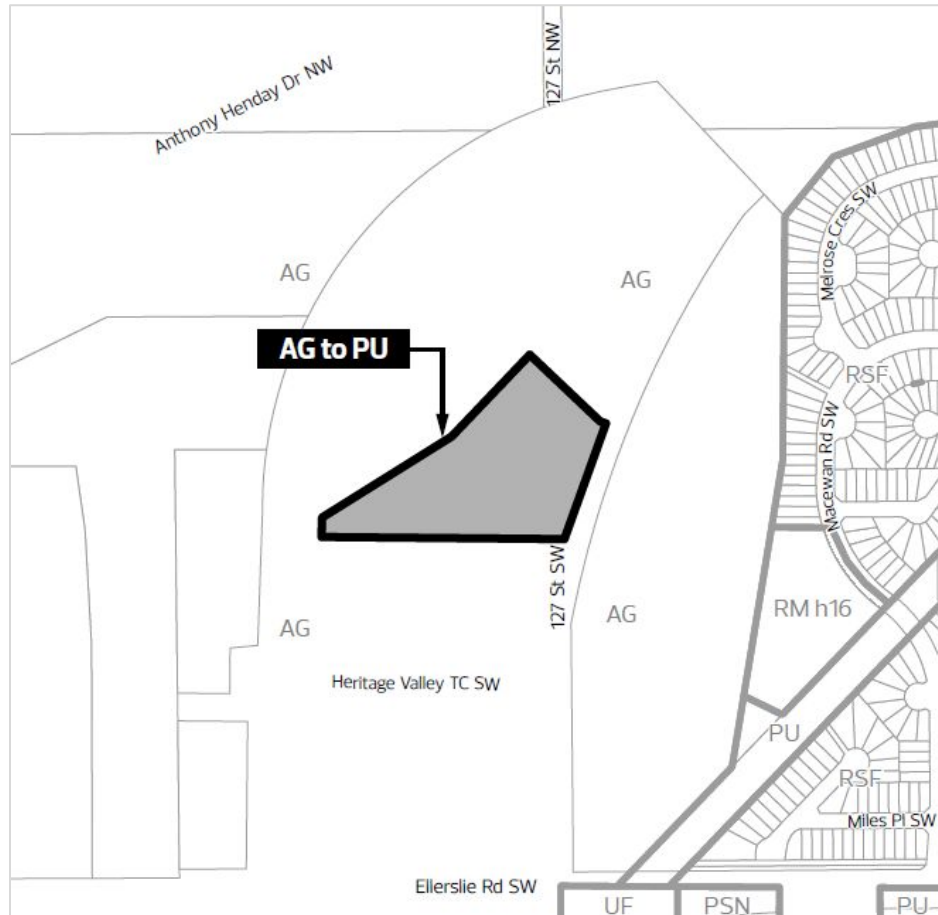 127 St NW
Anthony Henday Dr NW
Melrose Cres SW
AG
AG
AG to PU
RSF
Macewan Rd SW
127 St SW
RM h16
AG
AG
Heritage Valley TC SW
PU
RSF
Miles Pl SW
Ellerslie Rd SW
UF
PSN
PU